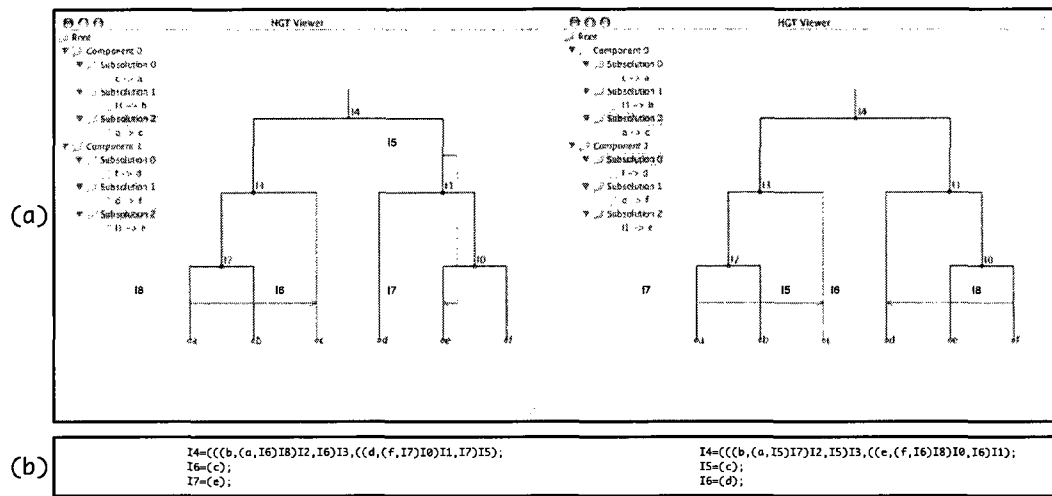 HGT Viewer
Root
Component 0
Subsolution 0
c -> a
Subsolution 1
I1 -> b
Subsolution 2
a -> c
Component 1
Subsolution 0
f -> d
Subsolution 1
d -> f
Subsolution 2
I1 -> e
I4
I5
I3
I1
I2
I0
I8
I6
I7
a
b
c
d
e
f
HGT Viewer
Root
Component 0
Subsolution 0
c -> a
Subsolution 1
I1 -> b
Subsolution 2
a -> c
Component 1
Subsolution 0
f -> d
Subsolution 1
d -> f
Subsolution 2
I1 -> e
I4
I3
I1
I2
I0
I7
I5
I6
I8
a
b
c
d
e
f
(a)
(b)
I4=(((b,(a,I6)I8)I2,I6)I3,((d,(f,I7)I0)I1,I7)I5);
I6=(c);
I7=(e);
I4=(((b,(a,I5)I7)I2,I5)I3,((e,(f,I6)I8)I0,I6)I1);
I5=(c);
I6=(d);